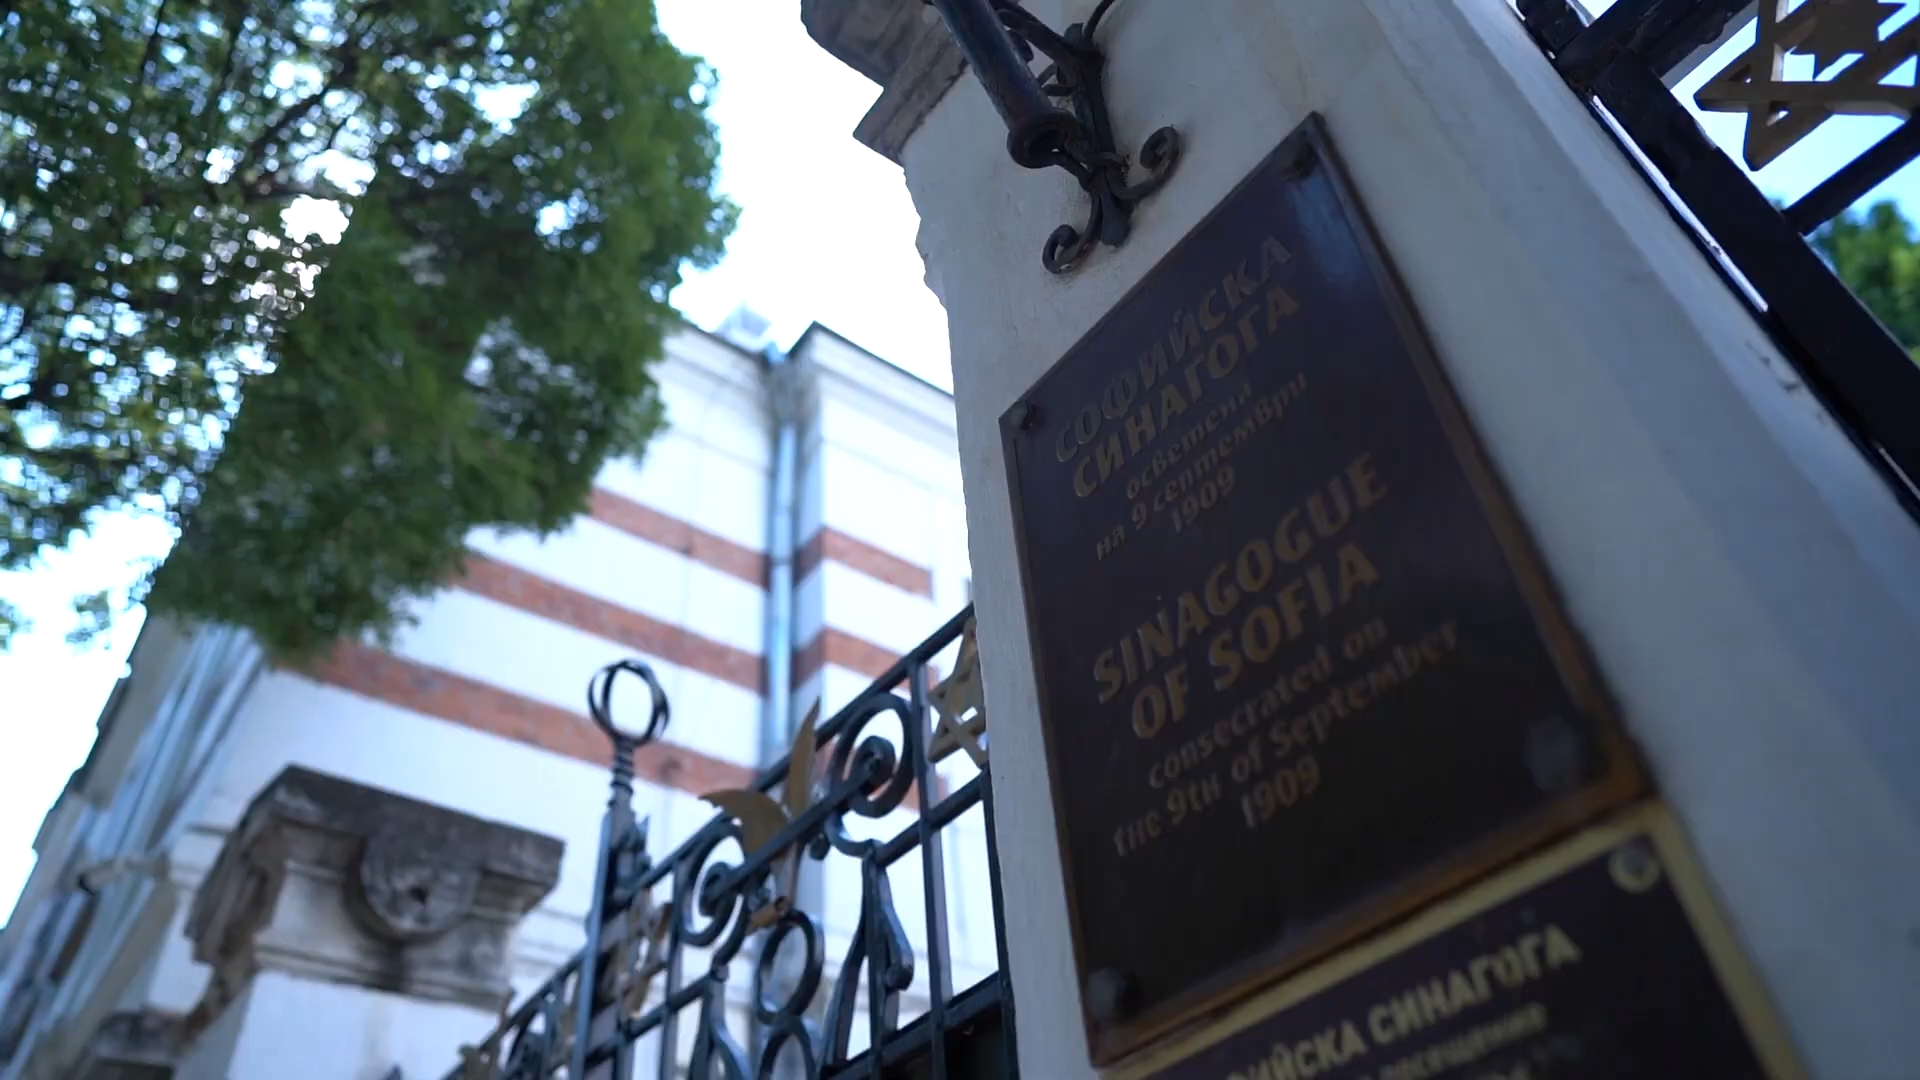 СОФИЙСКА
СИНАГОГА
осветена
на 9 септември
1909
SINAGOGUE
OF SOFIA
consecrated on
the 9th of September
1909
СИНАГОГА